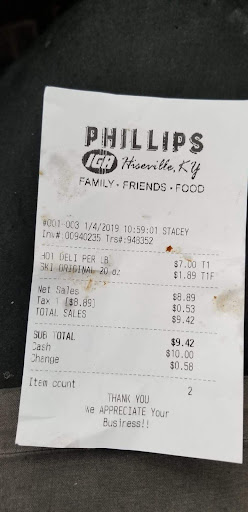 PHILLIPS
IGA Hiseville, KY
FAMILY • FRIENDS • FOOD
#001-003 1/4/2019 10:59:01 STACEY
Inv# 00940235 Trs#:948352
HOT DELI PER LB $7.00 T1
SKI ORIGINAL 20 oz $1.89 T1F
Net Sales $8.89
Tax 1 [$8.89] $0.53
TOTAL SALES $9.42
SUB TOTAL $9.42
Cash $10.00
Change $0.58
Item count 2
THANK YOU
We APPRECIATE Your
Business!!